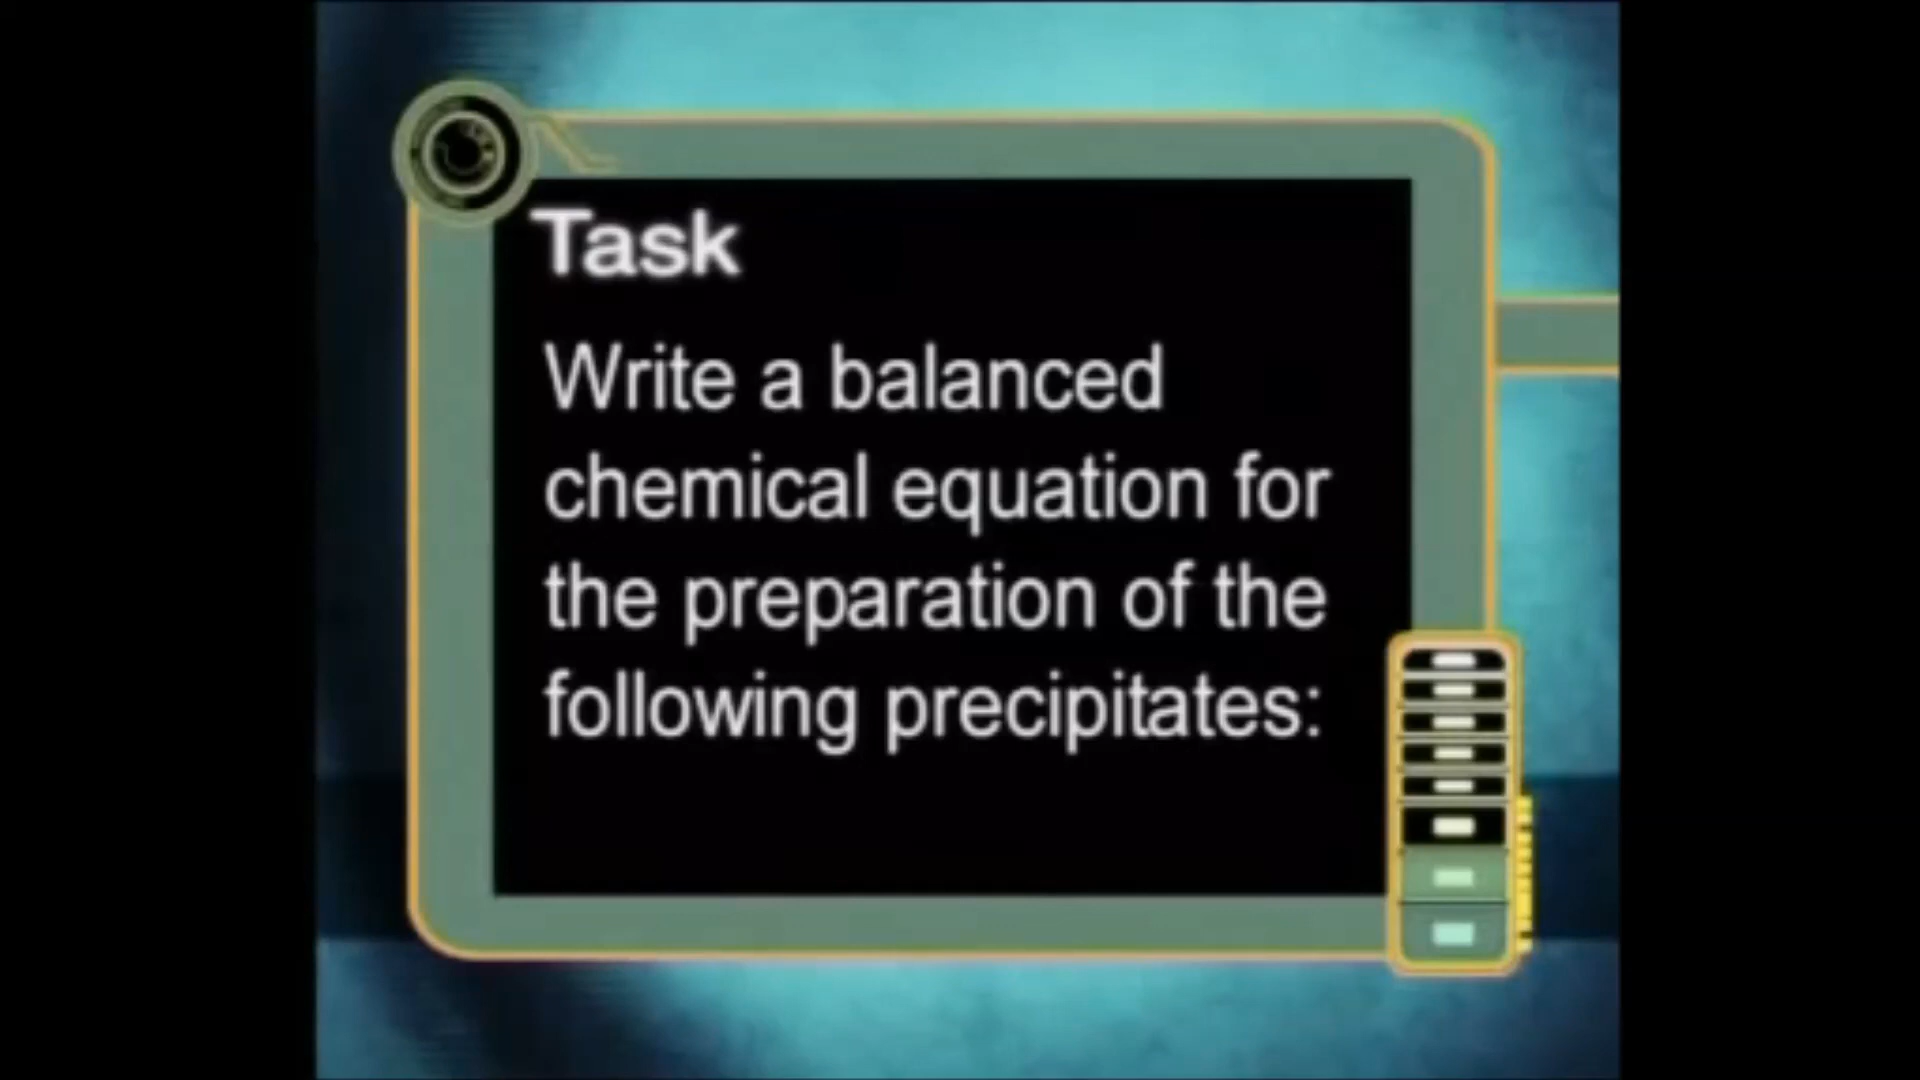 Task
Write a balanced
chemical equation for
the preparation of the
following precipitates: